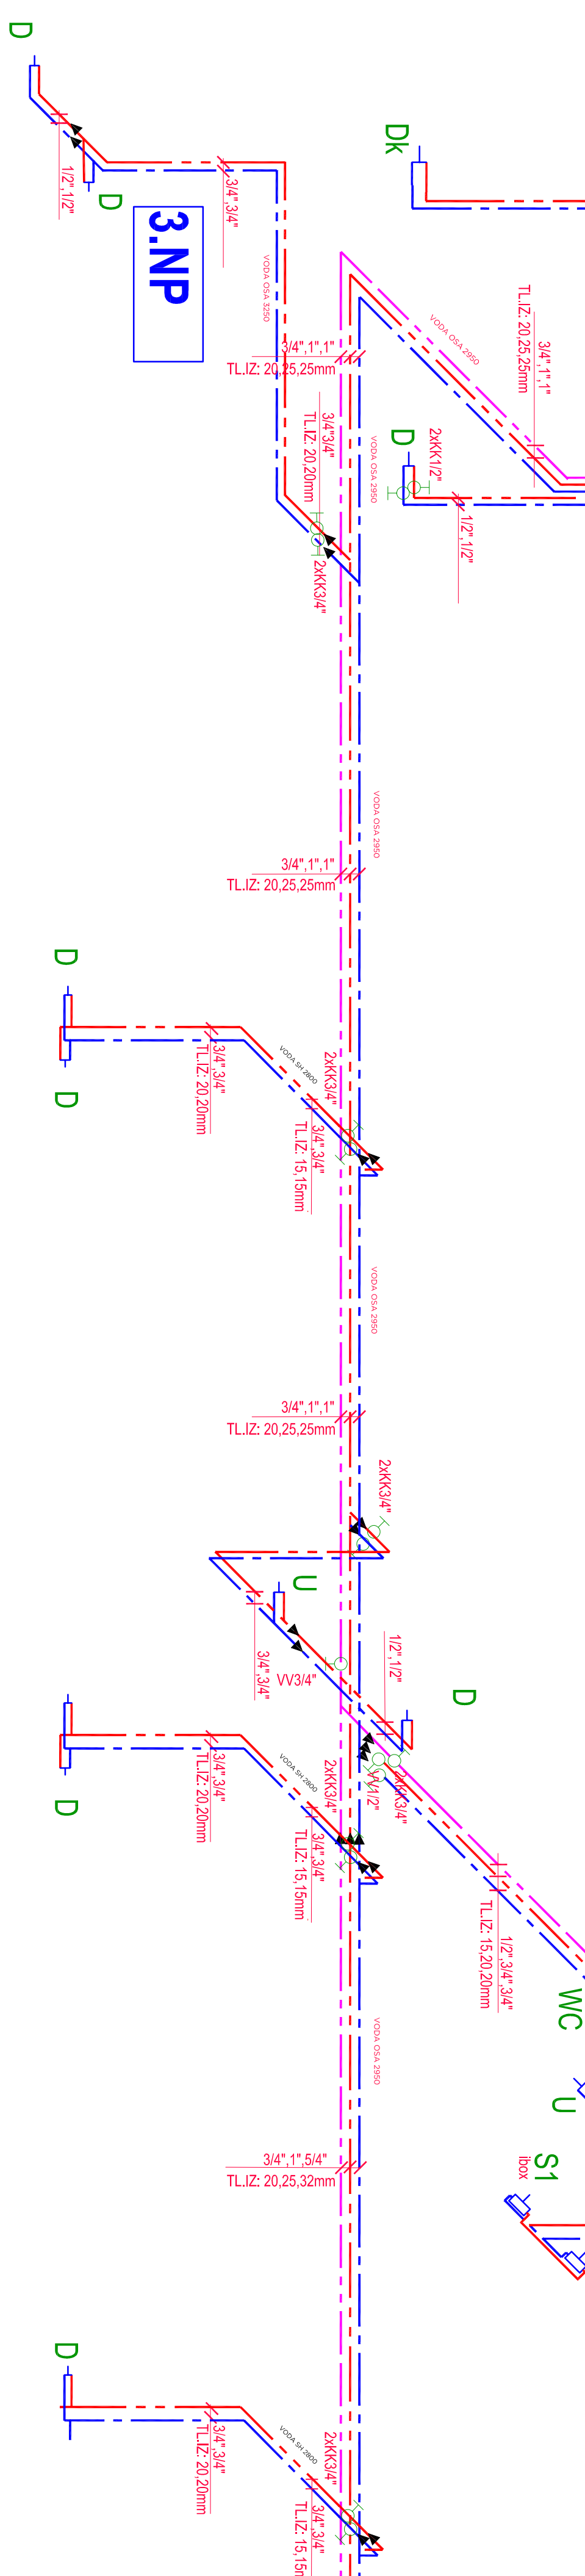 D
Dk
1/2",1/2"
D
3/4",3/4"
3.NP
VODA OSA 3250
VODA OSA 2950
TL.IZ: 20,25,25mm
3/4",1",1"
3/4",1",1"
TL.IZ: 20,25,25mm
3/4"3/4"
TL.IZ: 20,20mm
VODA OSA 2950
D
2xKK1/2"
1/2",1/2"
2xKK3/4"
VODA OSA 2950
3/4",1",1"
TL.IZ: 20,25,25mm
D
D
3/4",3/4"
TL.IZ: 20,20mm
VODA SH 2800
2xKK3/4"
3/4",3/4"
TL.IZ: 15,15mm
VODA OSA 2950
3/4",1",1"
TL.IZ: 20,25,25mm
2xKK3/4"
U
3/4",3/4"
VV3/4"
1/2",1/2"
D
D
3/4",3/4"
TL.IZ: 20,20mm
VODA SH 2800
2xKK3/4"
VV1/2"
2xKK3/4"
3/4",3/4"
TL.IZ: 15,15mm
1/2",3/4",3/4"
TL.IZ: 15,20,20mm
WC
U
VODA OSA 2950
S1
ibox
3/4",1",5/4"
TL.IZ: 20,25,32mm
D
3/4",3/4"
TL.IZ: 20,20mm
VODA SH 2800
2xKK3/4"
3/4",3/4"
TL.IZ: 15,15m